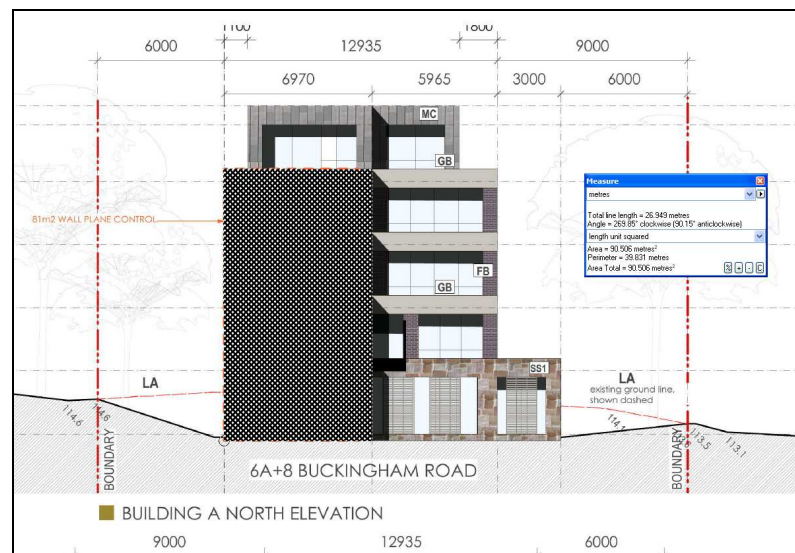 1100
1800
6000
12935
9000
6970
5965
3000
6000
MC
GB
Measure
metres
Total line length = 26.949 metres
Angle = 269.85° clockwise (90.15° anticlockwise)
length unit squared
Area = 90.506 metres²
Perimeter = 39.831 metres
Area Total = 90.506 metres²
% + - C
81m2 WALL PLANE CONTROL
FB
GB
SS1
LA
LA
existing ground line,
shown dashed
114.6
114.6
114.1
113.5
113.1
BOUNDARY
BOUNDARY
6A+8 BUCKINGHAM ROAD
BUILDING A NORTH ELEVATION
9000
12935
6000